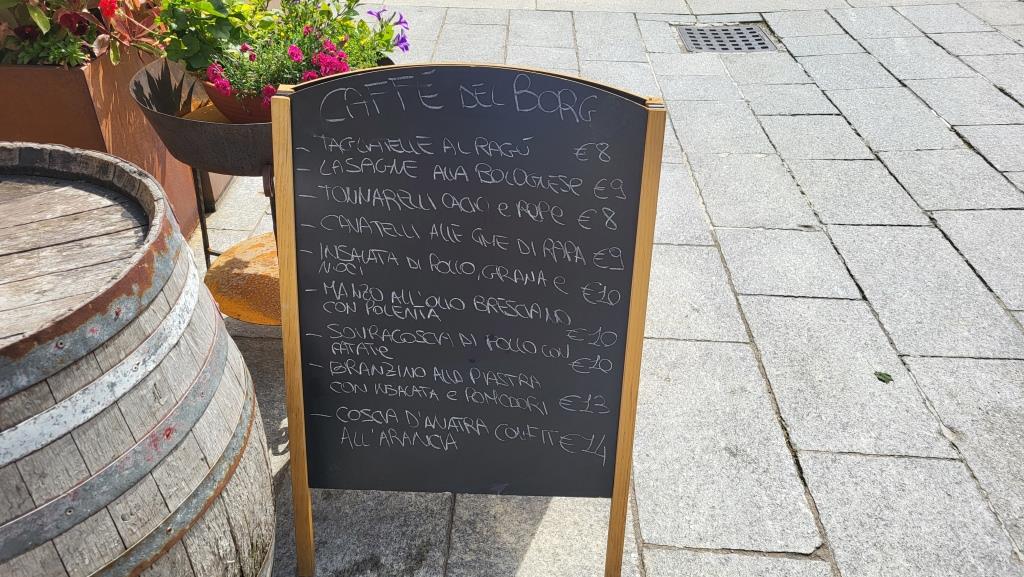 CAFFÈ DEL BORG
- TAGLIATELLE AL RAGÚ €8
- LASAGNE ALLA BOLOGNESE €9
- TONNARELLI CACIO e PEPE €8
- CAVATELLI ALLE CIME DI RAPA €9
- INSALATA DI POLLO, GRANA e
NOCI €10
- MANZO ALL'OLIO BRESCIANO
CON POLENTA €10
- SOVRACOSCIA DI POLLO CON
PATATE €10
- BRANZINO ALLA PIASTRA
CON INSALATA e POMODORI €13
- COSCIA D'ANATRA CONFIT €14
ALL'ARANCIA